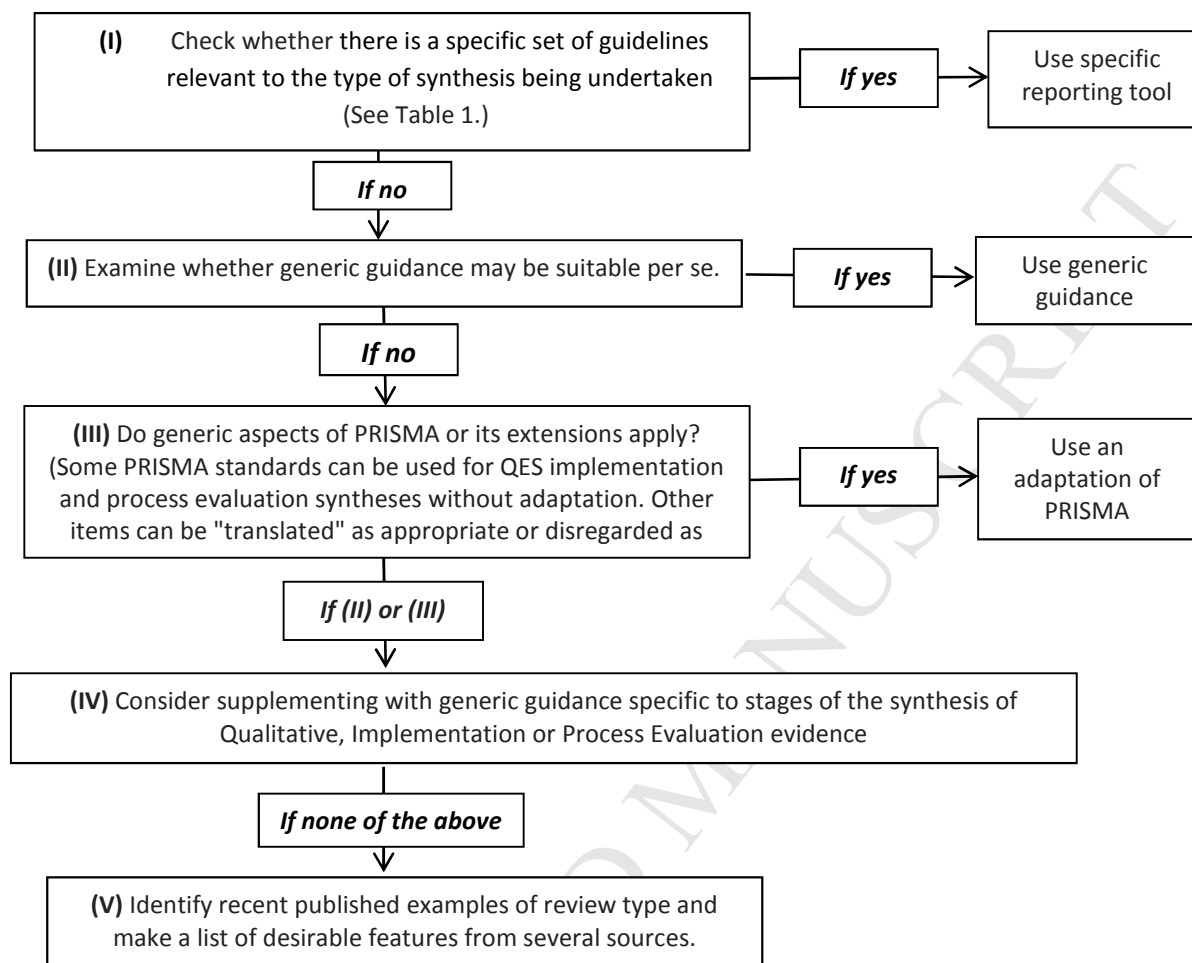 (I) Check whether there is a specific set of guidelines
relevant to the type of synthesis being undertaken
(See Table 1.)
If yes
Use specific
reporting tool
If no
(II) Examine whether generic guidance may be suitable per se.
If yes
Use generic
guidance
If no
(III) Do generic aspects of PRISMA or its extensions apply?
(Some PRISMA standards can be used for QES implementation
and process evaluation syntheses without adaptation. Other
items can be "translated" as appropriate or disregarded as
If yes
Use an
adaptation of
PRISMA
If (II) or (III)
(IV) Consider supplementing with generic guidance specific to stages of the synthesis of
Qualitative, Implementation or Process Evaluation evidence
If none of the above
(V) Identify recent published examples of review type and
make a list of desirable features from several sources.
D MANUSCRIPT